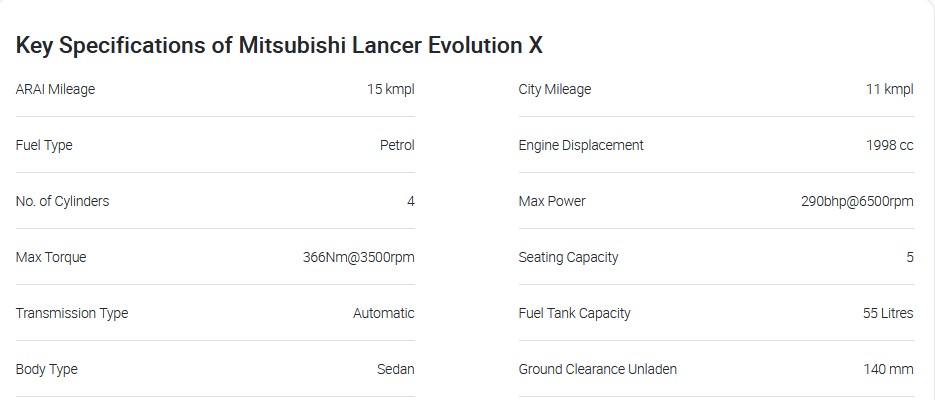 Key Specifications of Mitsubishi Lancer Evolution X
ARAI Mileage 15 kmpl City Mileage 11 kmpl
Fuel Type Petrol Engine Displacement 1998 cc
No. of Cylinders 4 Max Power 290bhp@6500rpm
Max Torque 366Nm@3500rpm Seating Capacity 5
Transmission Type Automatic Fuel Tank Capacity 55 Litres
Body Type Sedan Ground Clearance Unladen 140 mm